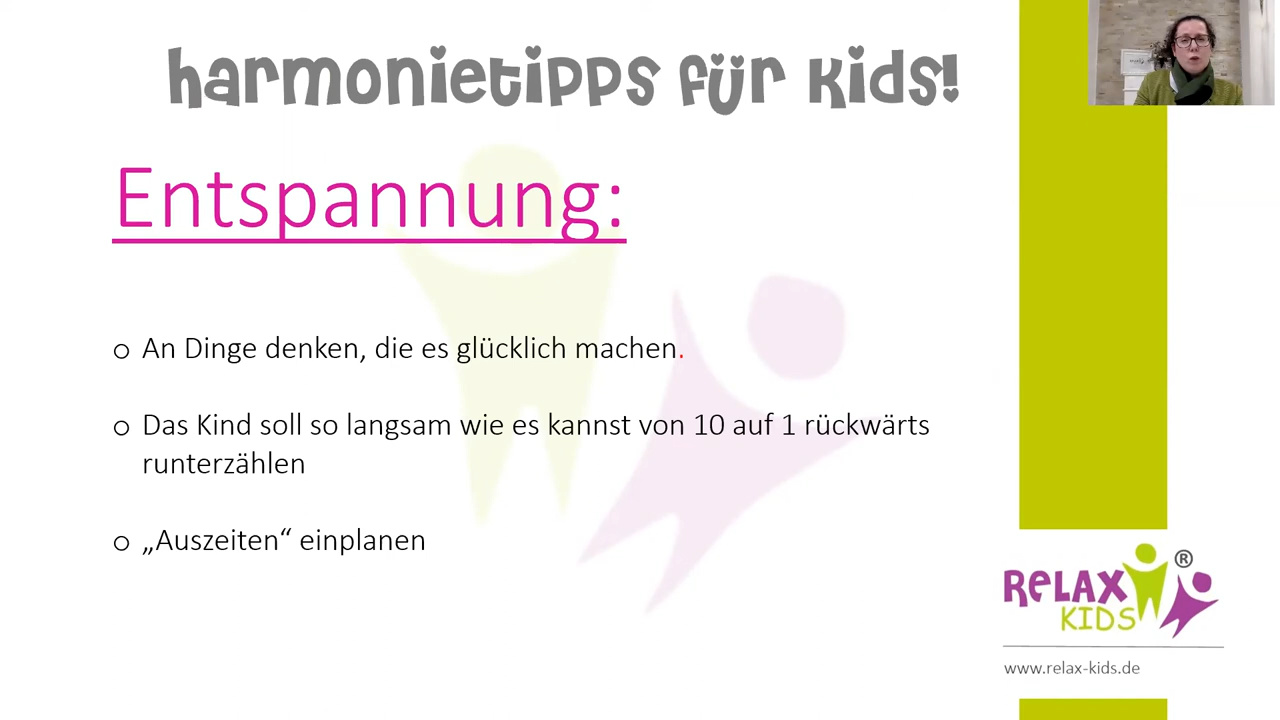 Harmonietipps für Kids!
Entspannung:
o An Dinge denken, die es glücklich machen.
o Das Kind soll so langsam wie es kannst von 10 auf 1 rückwärts
runterzählen
o „Auszeiten“ einplanen
RELAX ®
KIDS
www.relax-kids.de